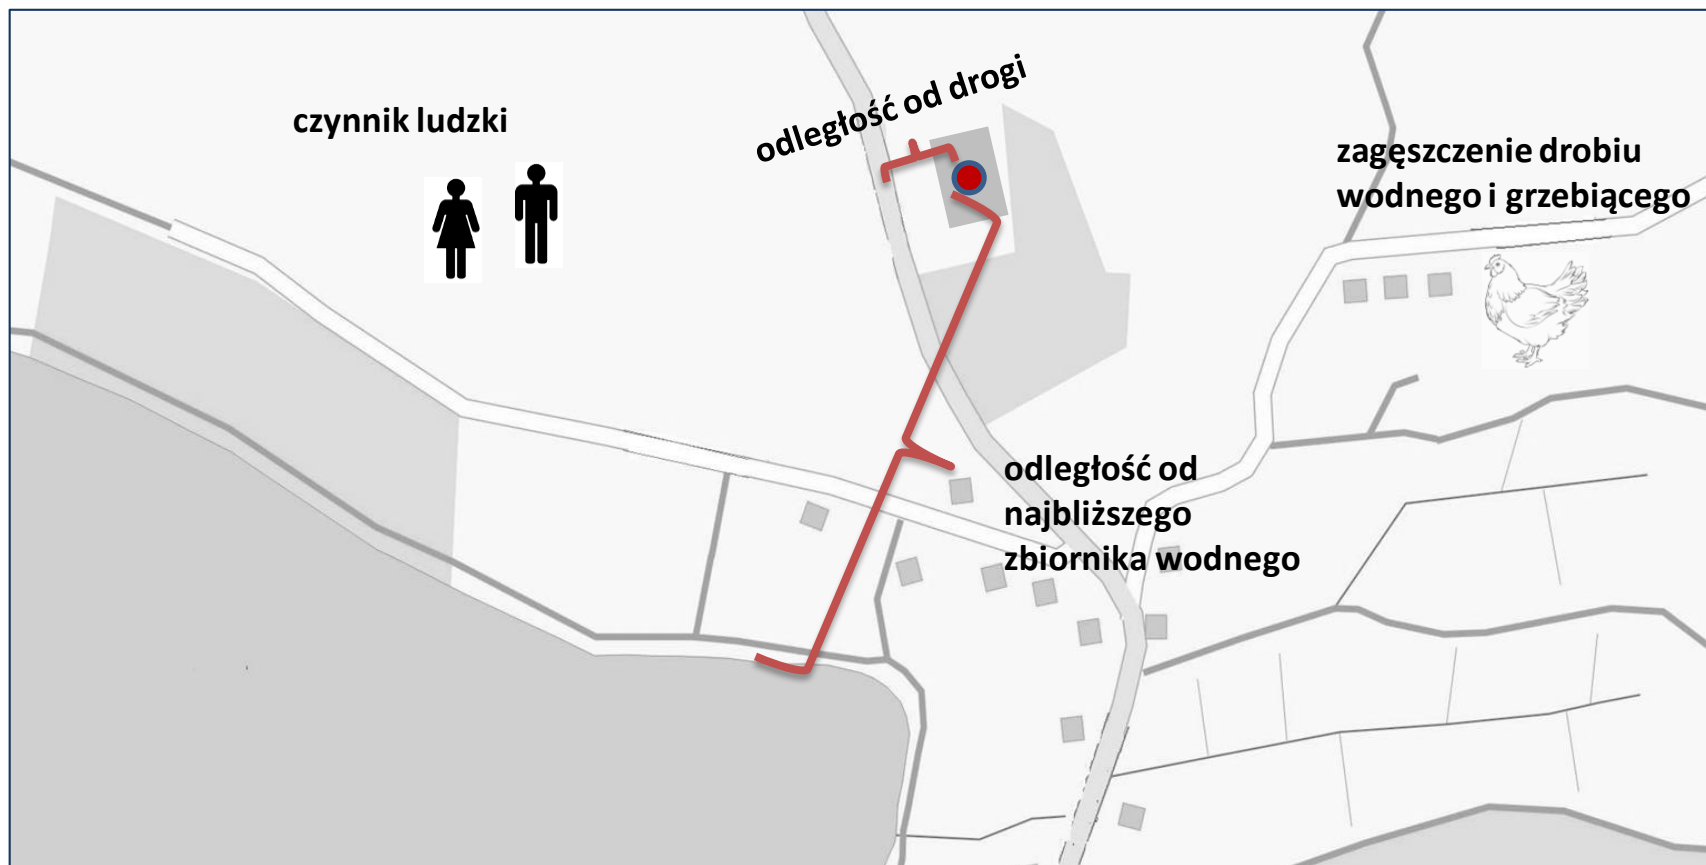 czynnik ludzki
odległość od drogi
zagęszczenie drobiu
wodnego i grzebiącego
odległość od
najbliższego
zbiornika wodnego